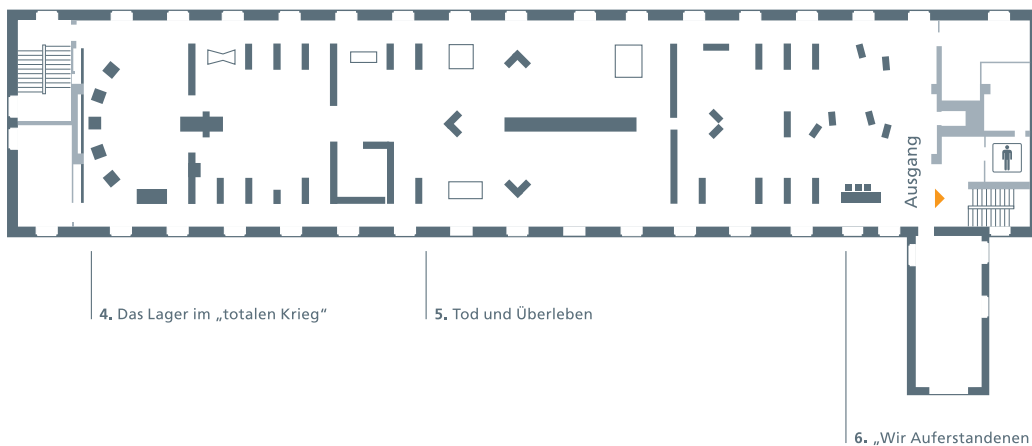 Ausgang
4. Das Lager im „totalen Krieg“
5. Tod und Überleben
6. „Wir Auferstandenen